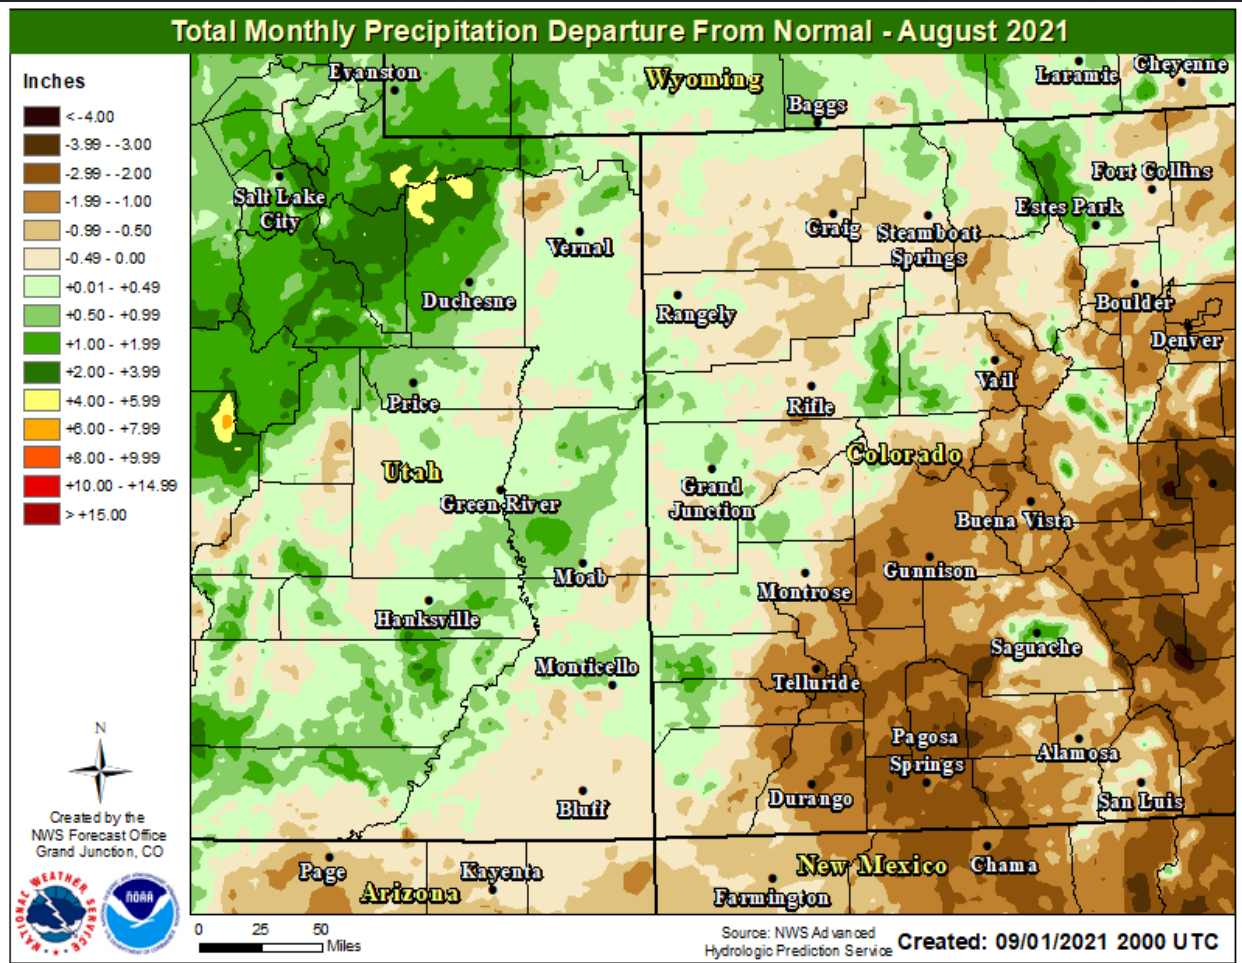 Total Monthly Precipitation Departure From Normal - August 2021
Inches
< -4.00
-3.99 - -3.00
-2.99 - -2.00
-1.99 - -1.00
-0.99 - -0.50
-0.49 - 0.00
+0.01 - +0.49
+0.50 - +0.99
+1.00 - +1.99
+2.00 - +3.99
+4.00 - +5.99
+6.00 - +7.99
+8.00 - +9.99
+10.00 - +14.99
> +15.00
Evanston
Wyoming
Baggs
Laramie
Cheyenne
Salt Lake
City
Fort Collins
Estes Park
Vernal
Craig
Steamboat
Springs
Duchesne
Rangely
Boulder
Denver
Price
Vail
Rifle
Utah
Colorado
Green River
Grand
Junction
Buena Vista
Moab
Gunnison
Montrose
Hanksville
Saguache
Monticello
Telluride
Pagosa
Springs
Alamosa
Bluff
Durango
San Luis
Page
Kayenta
Arizona
New Mexico
Chama
Farmington
N
Created by the
NWS Forecast Office
Grand Junction, CO
NATIONAL WEATHER SERVICE
NOAA
0 25 50
Miles
Source: NWS Advanced
Hydrologic Prediction Service
Created: 09/01/2021 2000 UTC